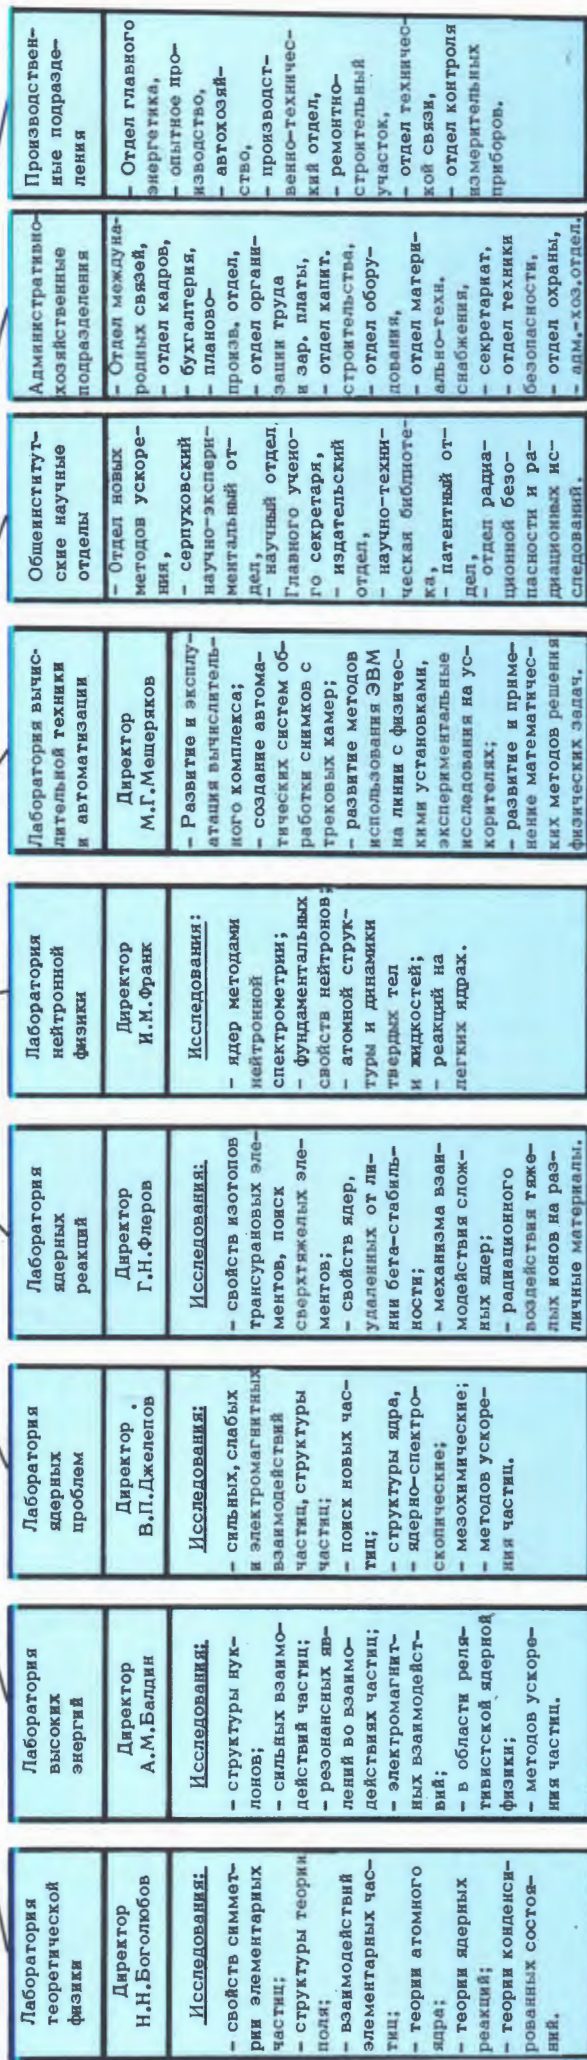 Лаборатория
теоретической
физики
Директор
Н.Н.Боголюбов
Исследования:
- свойств симмет-
рии элементарных
частиц;
- структуры теории
поля;
- взаимодействий
элементарных час-
тиц;
- теории атомного
ядра;
- теории ядерных
реакций;
- теории конденси-
рованных состоя-
ний.
Лаборатория
высоких
энергий
Директор
А.М.Балдин
Исследования:
- структуры нук-
лонов;
- сильных взаимо-
действий частиц;
- резонансных яв-
лений во взаимо-
действиях частиц;
- электромагнит-
ных взаимодейст-
вий;
- в области реля-
тивистской ядерной
физики;
- методов ускоре-
ния частиц.
Лаборатория
ядерных
проблем
Директор
В.П.Джелепов
Исследования:
- сильных, слабых
и электромагнитных
взаимодействий
частиц, структуры
частиц;
- поиск новых час-
тиц;
- структуры ядра,
- ядерно-спектро-
скопические;
- мезохимические;
- методов ускоре-
ния частиц.
Лаборатория
ядерных
реакций
Директор
Г.Н.Флеров
Исследования:
- свойств изотопов
трансурановых эле-
ментов, поиск
сверхтяжелых эле-
ментов;
- свойств ядер,
удаленных от ли-
нии бета-стабиль-
ности;
- механизма взаи-
модействия слож-
ных ядер;
- радиационного
воздействия тяже-
лых ионов на раз-
личные материалы.
Лаборатория
нейтронной
физики
Директор
И.М.Франк
Исследования:
- ядер методами
нейтронной
спектрометрии;
- фундаментальных
свойств нейтронов;
- атомной струк-
туры и динамики
твердых тел
и жидкостей;
- реакций на
легких ядрах.
Лаборатория вычис-
лительной техники
и автоматизации
Директор
М.Г.Мещеряков
- Развитие и эксплу-
атация вычислитель-
ного комплекса;
- создание автома-
тических систем об-
работки снимков с
трековых камер;
- развитие методов
использования ЭВМ
на линии с физичес-
кими установками,
экспериментальные
исследования на ус-
корителях;
- развитие и приме-
нение математичес-
ких методов решения
физических задач.
Общеинститут-
ские научные
отделы
- Отдел новых
методов ускоре-
ния,
- серпуховский
научно-экспери-
ментальный от-
дел,
- научный отдел
Главного учено-
го секретаря,
- издательский
отдел,
- научно-техни-
ческая библиоте-
ка,
- патентный от-
дел,
- отдел радиа-
ционной безо-
пасности и ра-
диационных ис-
следований.
Административно-
хозяйственные
подразделения
- Отдел междуна-
родных связей,
- отдел кадров,
- бухгалтерия,
- планово-
произв. отдел,
- отдел органи-
зации труда
и зар. платы,
- отдел капит.
строительства,
- отдел обору-
дования,
- отдел матери-
ально-техн.
снабжения,
- секретариат,
- отдел техники
безопасности,
- отдел охраны,
- адм.-хоз.отдел.
Производствен-
ные подразде-
ления
- Отдел главного
энергетика,
- опытное про-
изводство,
- автохозяй-
ство,
- производст-
венно-техничес-
кий отдел,
- ремонтно-
строительный
участок,
- отдел техничес-
кой связи,
- отдел контроля
измерительных
приборов.